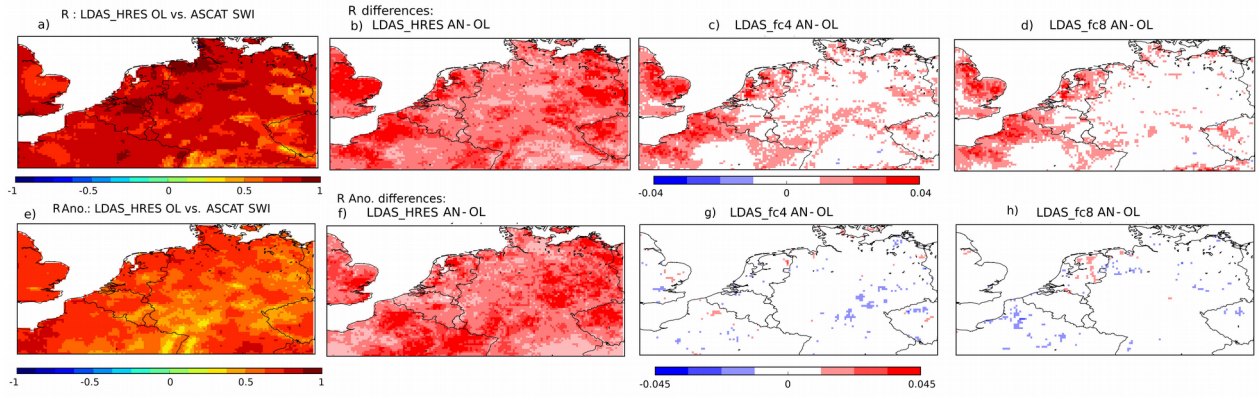 R : LDAS_HRES OL vs. ASCAT SWI
R differences:
a)
b) LDAS_HRES AN-OL
c) LDAS_fc4 AN-OL
d) LDAS_fc8 AN-OL
-1 -0.5 0 0.5 1
-0.04 0 0.04
e) R Ano.: LDAS_HRES OL vs. ASCAT SWI
R Ano. differences:
f) LDAS_HRES AN-OL
g) LDAS_fc4 AN-OL
h) LDAS_fc8 AN-OL
-1 -0.5 0 0.5 1
-0.045 0 0.045